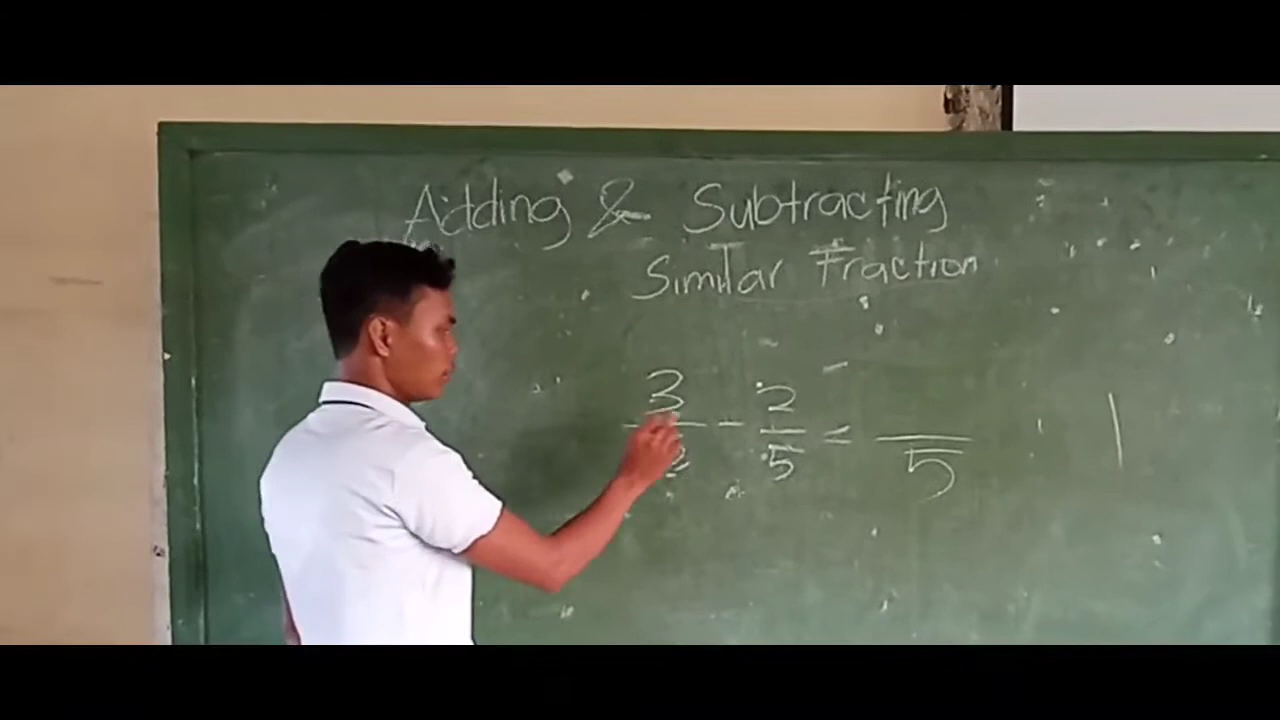 Adding & Subtracting
Similar Fraction
3 - 2 =
5 5